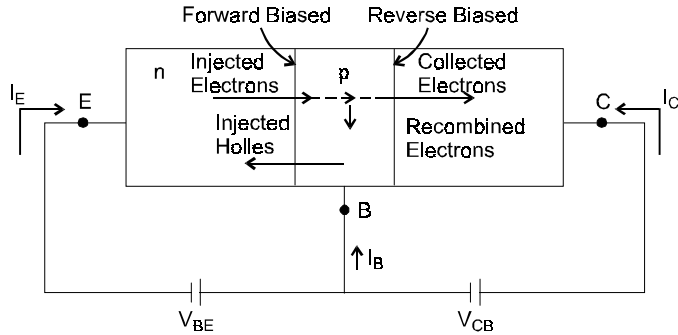 Forward Biased
Reverse Biased
n
Injected
Electrons
p
Collected
Electrons
I_E
E
C
I_C
Injected
Holles
Recombined
Electrons
B
I_B
V_BE
V_CB